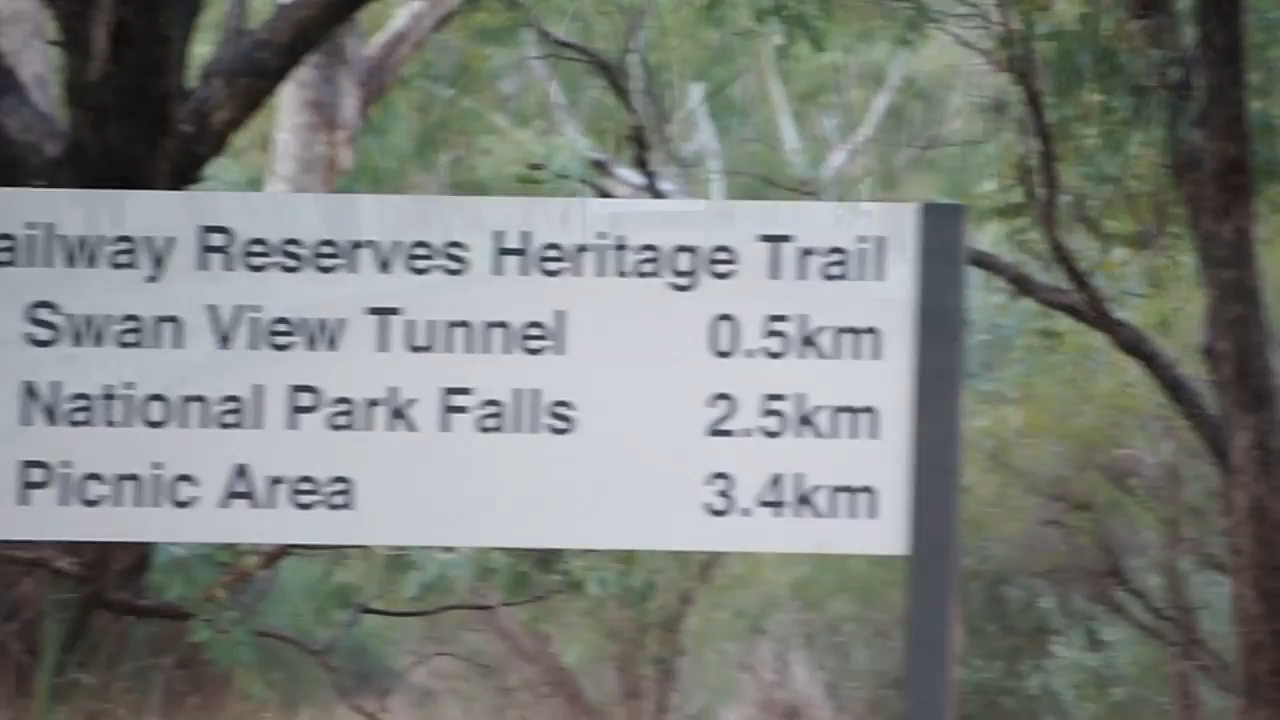 ailway Reserves Heritage Trail
Swan View Tunnel 0.5km
National Park Falls 2.5km
Picnic Area 3.4km